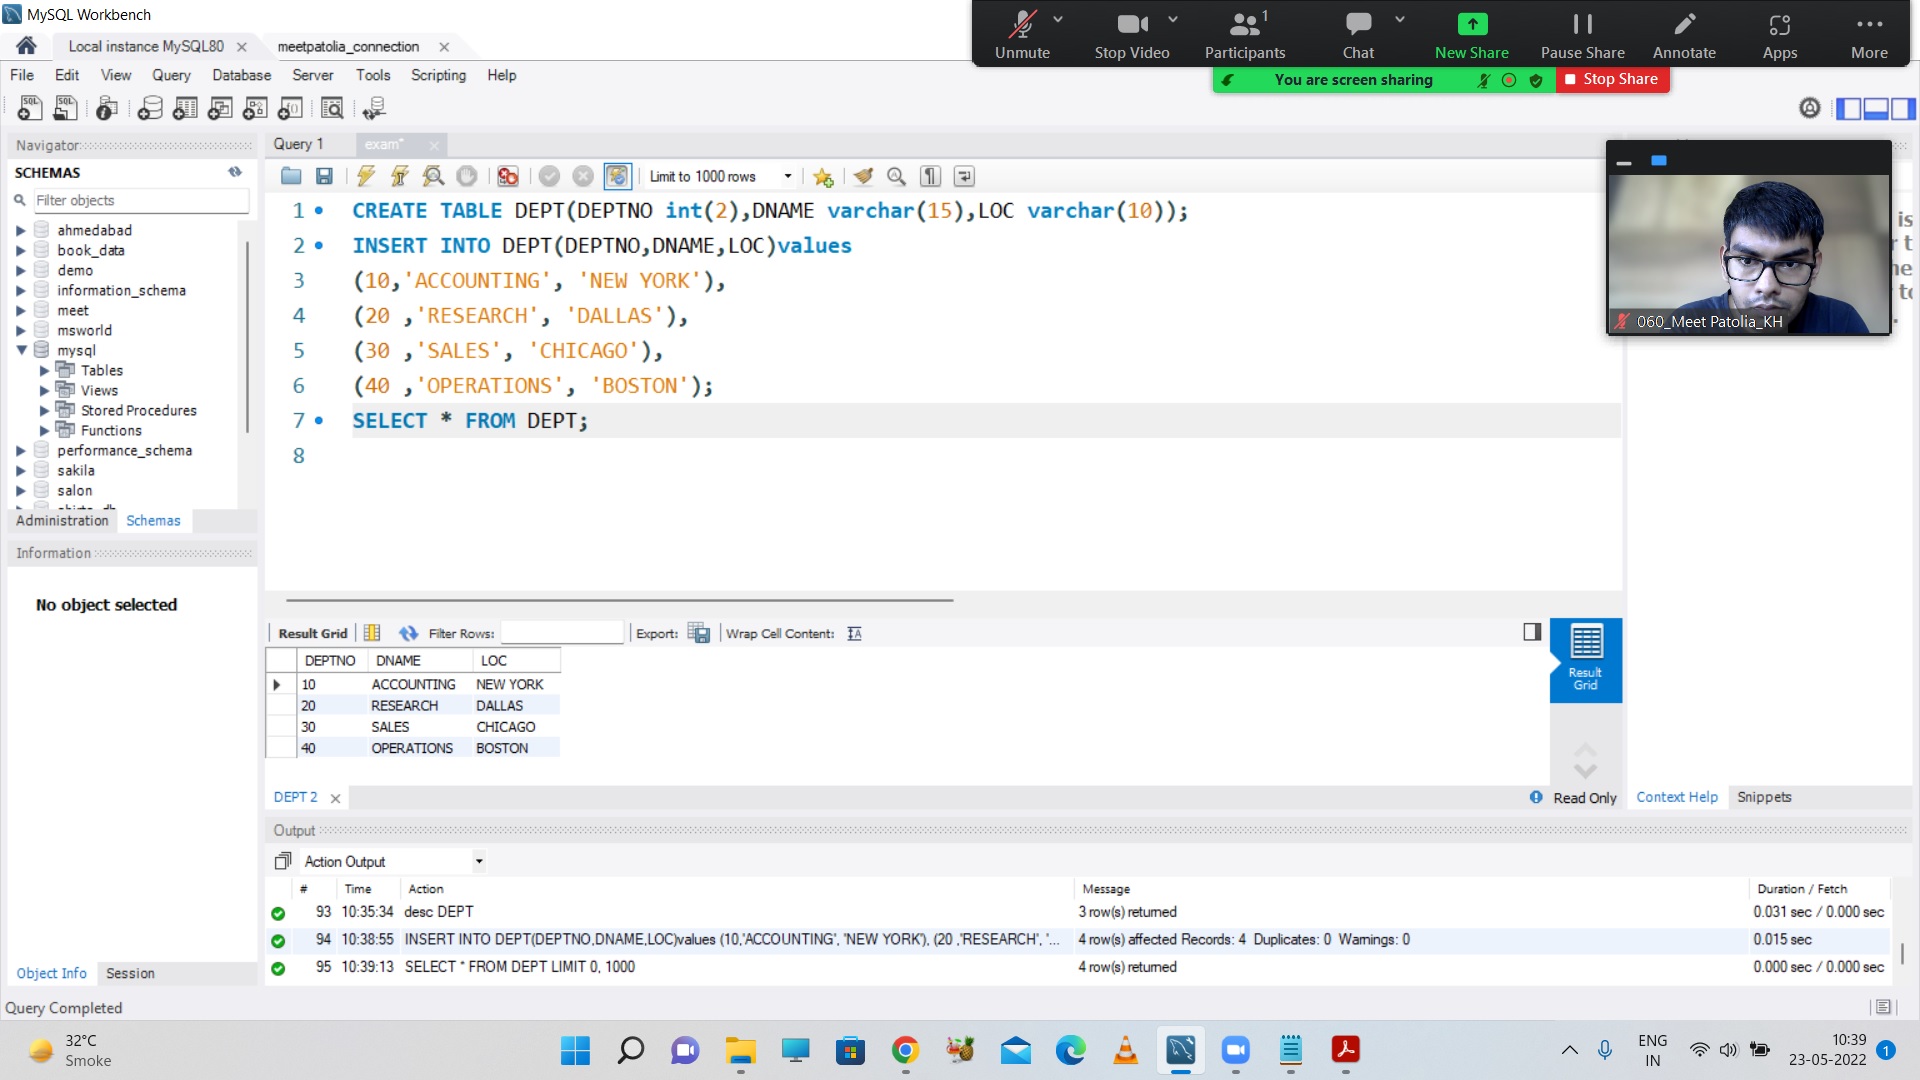 MySQL Workbench
Local instance MySQL80
meetpatolia_connection
File Edit View Query Database Server Tools Scripting Help
Unmute
Stop Video
1
Participants
Chat
New Share
Pause Share
Annotate
Apps
More
You are screen sharing
Stop Share
Navigator
SCHEMAS
Filter objects
ahmedabad
book_data
demo
information_schema
meet
msworld
mysql
Tables
Views
Stored Procedures
Functions
performance_schema
sakila
salon
Administration Schemas
Information
No object selected
Object Info Session
Query Completed
Query 1
exam*
Limit to 1000 rows
1 CREATE TABLE DEPT(DEPTNO int(2),DNAME varchar(15),LOC varchar(10));
2 INSERT INTO DEPT(DEPTNO,DNAME,LOC)values
3 (10,'ACCOUNTING', 'NEW YORK'),
4 (20 ,'RESEARCH', 'DALLAS'),
5 (30 ,'SALES', 'CHICAGO'),
6 (40 ,'OPERATIONS', 'BOSTON');
7 SELECT * FROM DEPT;
8
060_Meet Patolia_KH
Result Grid Filter Rows: Export: Wrap Cell Content:
DEPTNO DNAME LOC
10 ACCOUNTING NEW YORK
20 RESEARCH DALLAS
30 SALES CHICAGO
40 OPERATIONS BOSTON
Result
Grid
DEPT 2
Read Only
Context Help Snippets
Output
Action Output
# Time Action Message Duration / Fetch
93 10:35:34 desc DEPT 3 row(s) returned 0.031 sec / 0.000 sec
94 10:38:55 INSERT INTO DEPT(DEPTNO,DNAME,LOC)values (10,'ACCOUNTING', 'NEW YORK'), (20 ,'RESEARCH', '... 4 row(s) affected Records: 4 Duplicates: 0 Warnings: 0 0.015 sec
95 10:39:13 SELECT * FROM DEPT LIMIT 0, 1000 4 row(s) returned 0.000 sec / 0.000 sec
32°C
Smoke
ENG
IN
10:39
23-05-2022
1